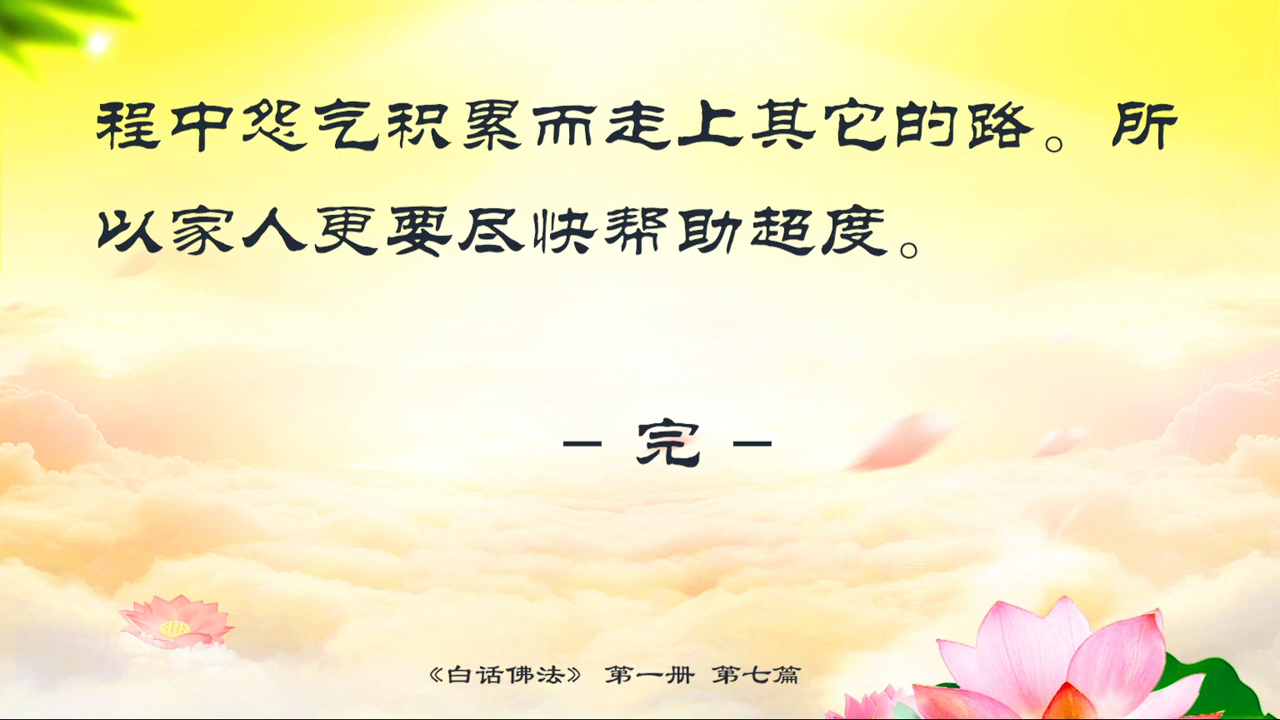 程中怨气积累而走上其它的路。所
以家人更要尽快帮助超度。
– 完 –
《白话佛法》 第一册 第七篇